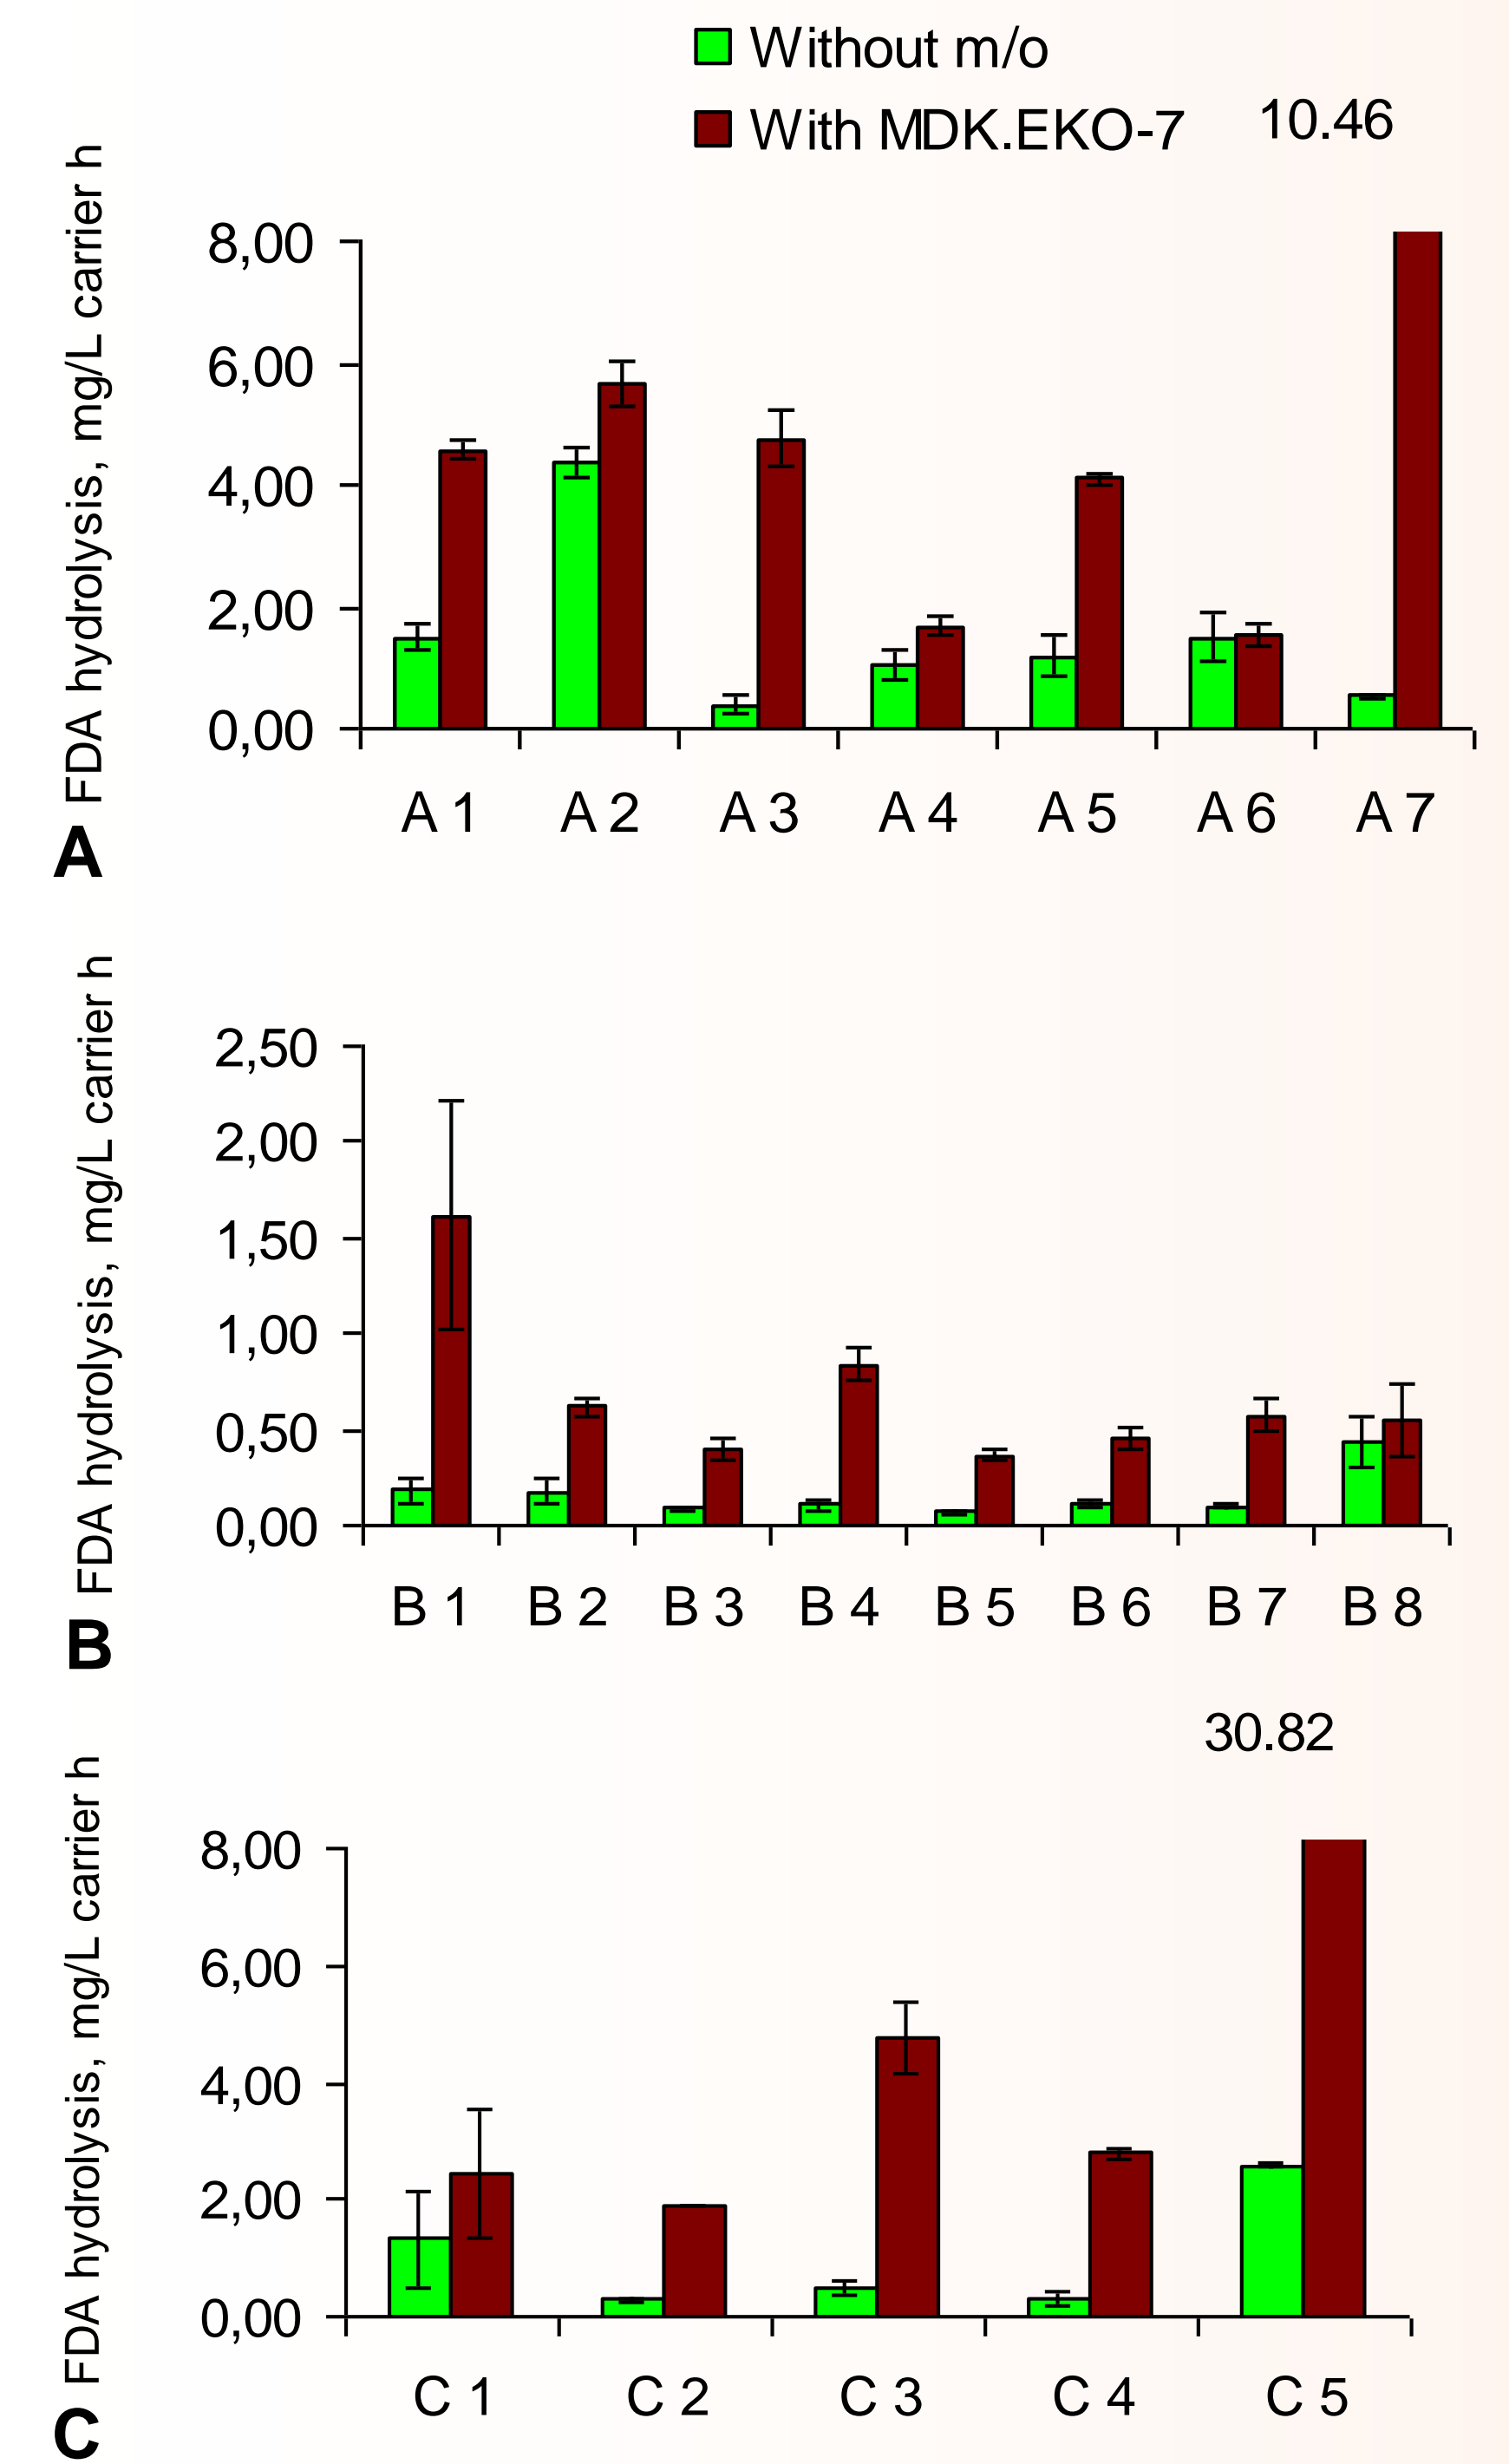 Without m/o
With MDK.EKO-7
10.46
FDA hydrolysis, mg/L carrier h
8,00
6,00
4,00
2,00
0,00
A 1 A 2 A 3 A 4 A 5 A 6 A 7
A
FDA hydrolysis, mg/L carrier h
2,50
2,00
1,50
1,00
0,50
0,00
B 1 B 2 B 3 B 4 B 5 B 6 B 7 B 8
B
30.82
FDA hydrolysis, mg/L carrier h
8,00
6,00
4,00
2,00
0,00
C 1 C 2 C 3 C 4 C 5
C